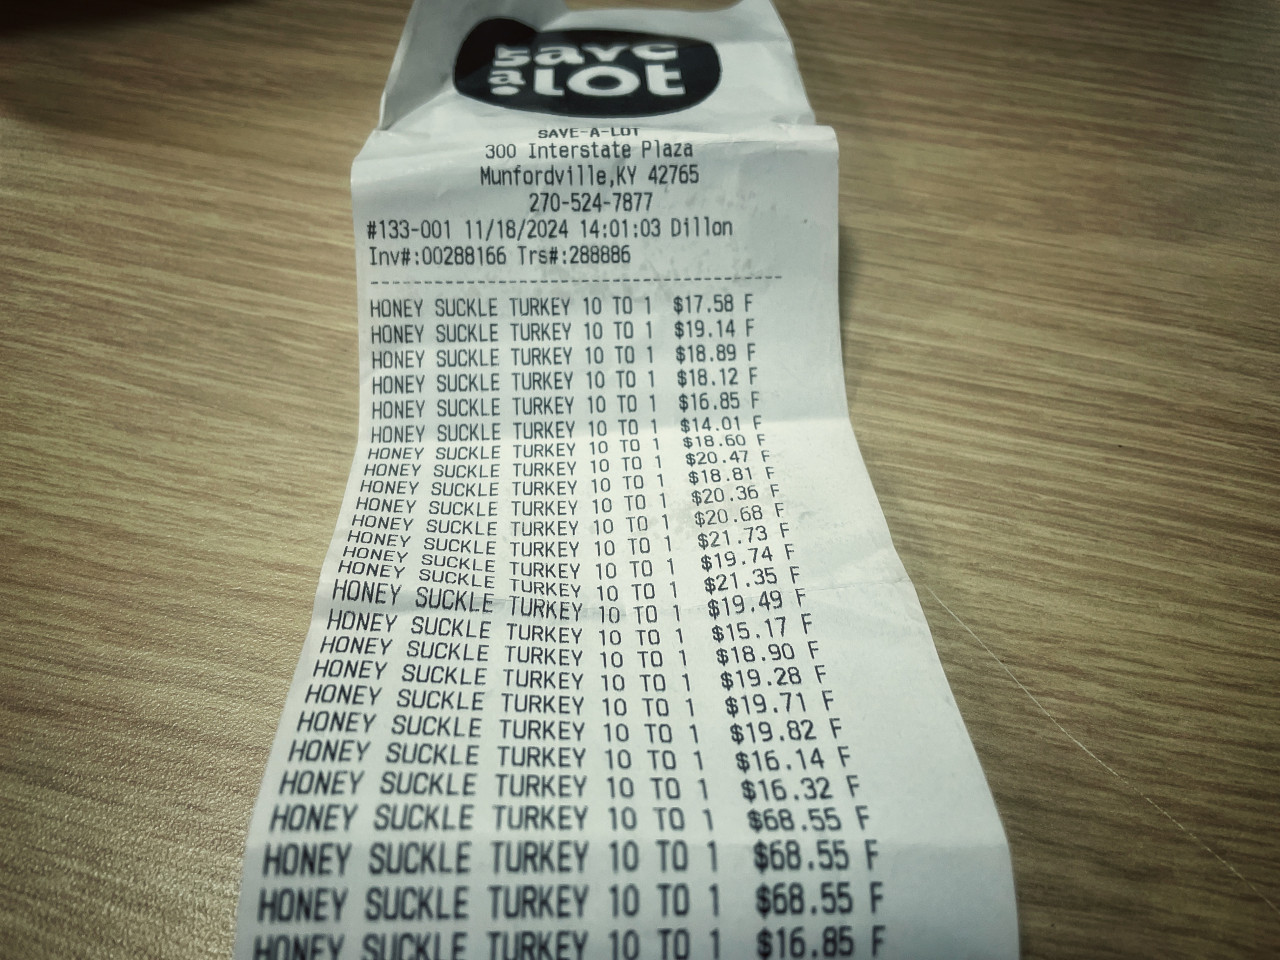 save
a lot
SAVE-A-LOT
300 Interstate Plaza
Munfordville,KY 42765
270-524-7877
#133-001 11/18/2024 14:01:03 Dillon
Inv#:00288166 Trs#:288886
--------------------------------------------
HONEY SUCKLE TURKEY 10 TO 1 $17.58 F
HONEY SUCKLE TURKEY 10 TO 1 $19.14 F
HONEY SUCKLE TURKEY 10 TO 1 $18.89 F
HONEY SUCKLE TURKEY 10 TO 1 $18.12 F
HONEY SUCKLE TURKEY 10 TO 1 $16.85 F
HONEY SUCKLE TURKEY 10 TO 1 $14.01 F
HONEY SUCKLE TURKEY 10 TO 1 $18.60 F
HONEY SUCKLE TURKEY 10 TO 1 $20.47 F
HONEY SUCKLE TURKEY 10 TO 1 $18.81 F
HONEY SUCKLE TURKEY 10 TO 1 $20.36 F
HONEY SUCKLE TURKEY 10 TO 1 $20.68 F
HONEY SUCKLE TURKEY 10 TO 1 $21.73 F
HONEY SUCKLE TURKEY 10 TO 1 $19.74 F
HONEY SUCKLE TURKEY 10 TO 1 $21.35 F
HONEY SUCKLE TURKEY 10 TO 1 $19.49 F
HONEY SUCKLE TURKEY 10 TO 1 $15.17 F
HONEY SUCKLE TURKEY 10 TO 1 $18.90 F
HONEY SUCKLE TURKEY 10 TO 1 $19.28 F
HONEY SUCKLE TURKEY 10 TO 1 $19.71 F
HONEY SUCKLE TURKEY 10 TO 1 $19.82 F
HONEY SUCKLE TURKEY 10 TO 1 $16.14 F
HONEY SUCKLE TURKEY 10 TO 1 $16.32 F
HONEY SUCKLE TURKEY 10 TO 1 $68.55 F
HONEY SUCKLE TURKEY 10 TO 1 $68.55 F
HONEY SUCKLE TURKEY 10 TO 1 $68.55 F
HONEY SUCKLE TURKEY 10 TO 1 $16.85 F